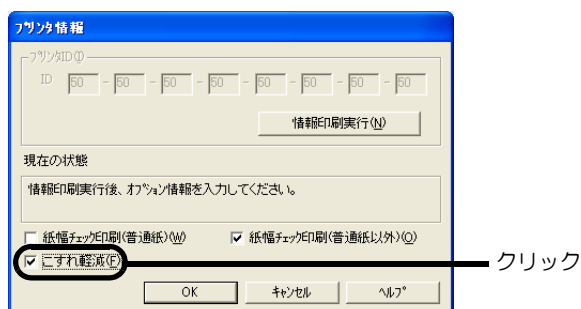 プリンタ情報
プリンタID(I)
ID 50 - 50 - 50 - 50 - 50 - 50 - 50 - 50
情報印刷実行(N)
現在の状態
情報印刷実行後、オプション情報を入力してください。
紙幅チェック印刷(普通紙)(W) 紙幅チェック印刷(普通紙以外)(O)
こすれ軽減(F)
クリック
OK キャンセル ヘルプ